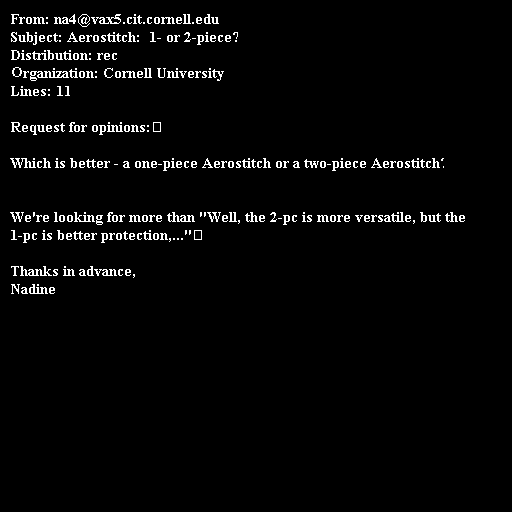 From: na4@vax5.cit.cornell.edu
Subject: Aerostitch:  1- or 2-piece?
Distribution: rec
Organization: Cornell University
Lines: 11

Request for opinions:

Which is better - a one-piece Aerostitch or a two-piece Aerostitch?

We're looking for more than "Well, the 2-pc is more versatile, but the
1-pc is better protection,..."

Thanks in advance,
Nadine